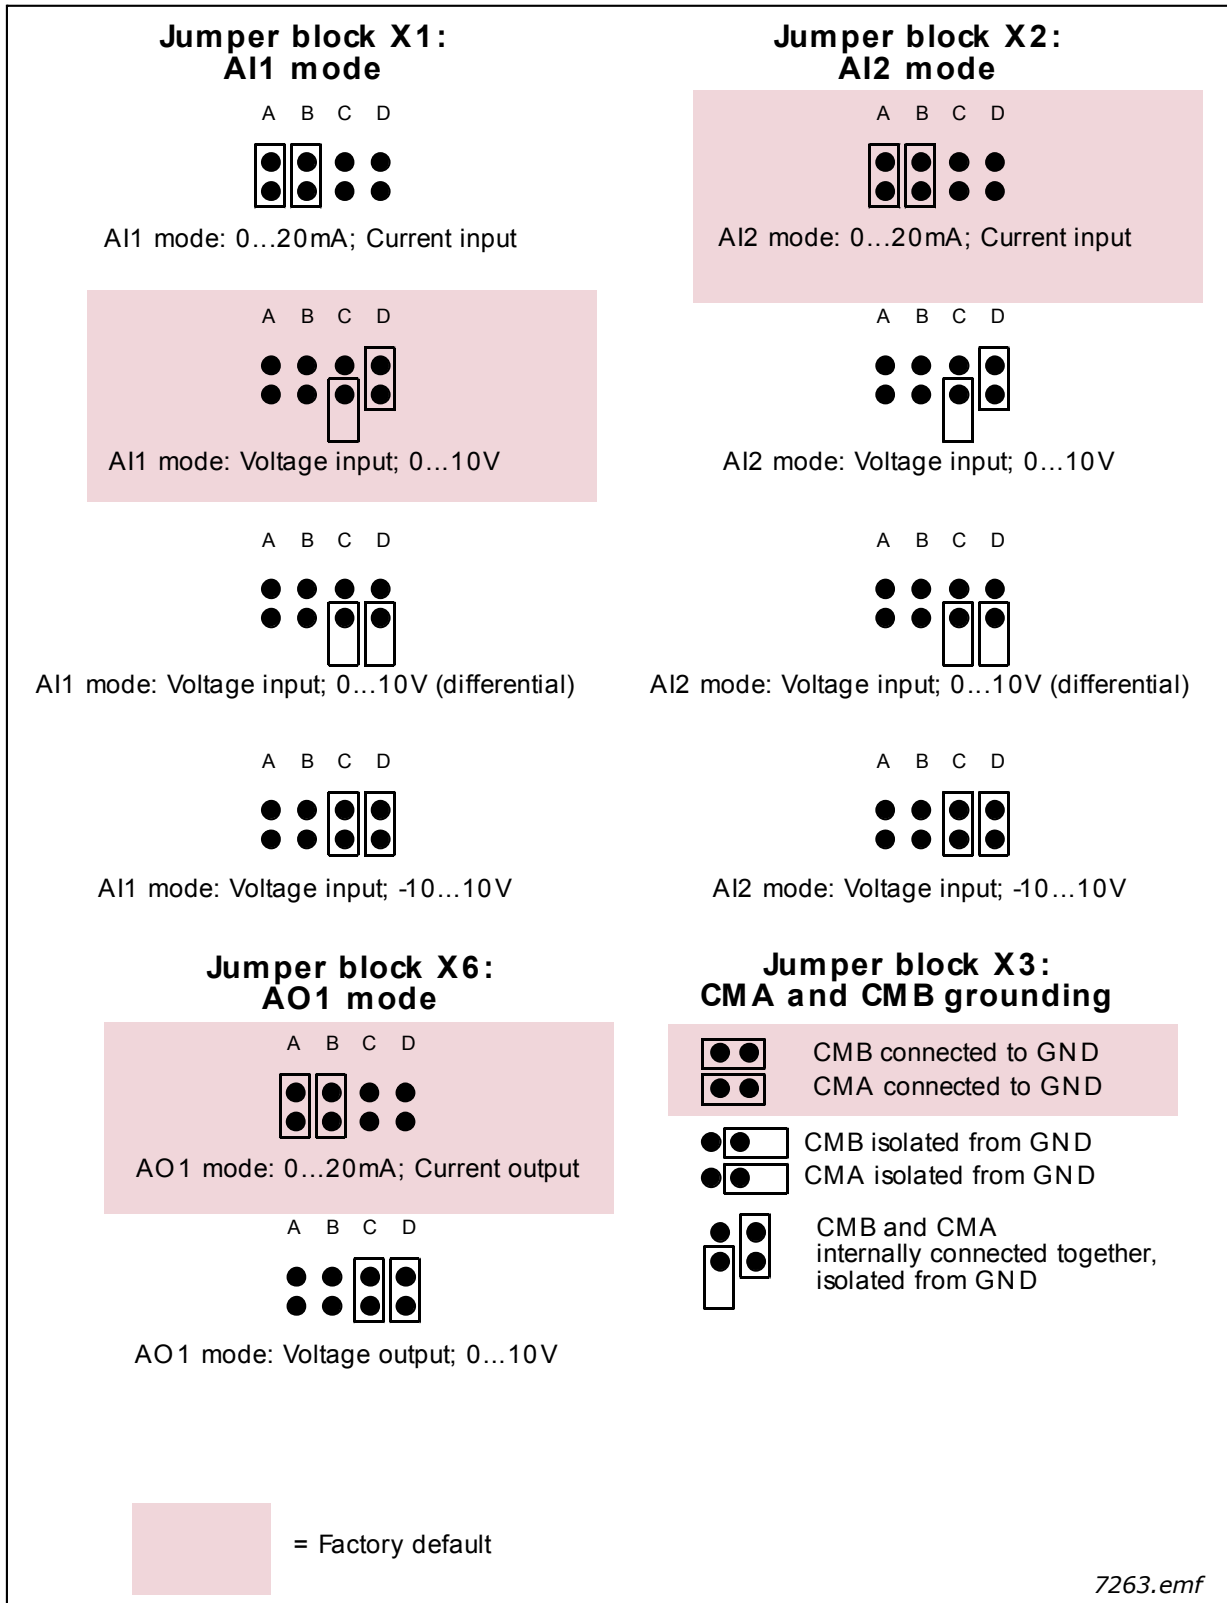 Jumper block X1:
AI1 mode
A B C D
AI1 mode: 0...20mA; Current input
A B C D
AI1 mode: Voltage input; 0...10V
A B C D
AI1 mode: Voltage input; 0...10V (differential)
A B C D
AI1 mode: Voltage input; -10...10V
Jumper block X2:
AI2 mode
A B C D
AI2 mode: 0...20mA; Current input
A B C D
AI2 mode: Voltage input; 0...10V
A B C D
AI2 mode: Voltage input; 0...10V (differential)
A B C D
AI2 mode: Voltage input; -10...10V
Jumper block X6:
AO1 mode
A B C D
AO1 mode: 0...20mA; Current output
A B C D
AO1 mode: Voltage output; 0...10V
Jumper block X3:
CMA and CMB grounding
CMB connected to GND
CMA connected to GND
CMB isolated from GND
CMA isolated from GND
CMB and CMA
internally connected together,
isolated from GND
= Factory default
7263.emf